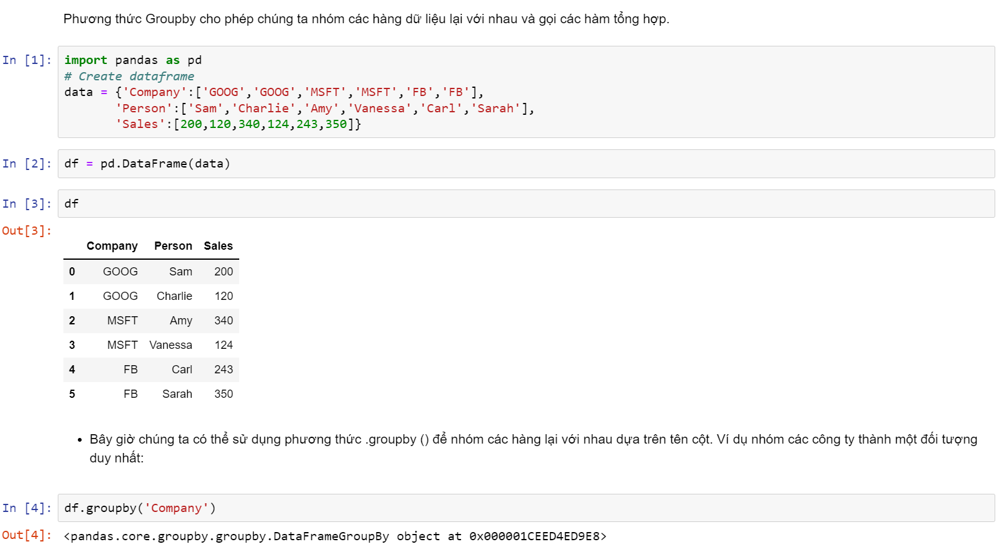 Phương thức Groupby cho phép chúng ta nhóm các hàng dữ liệu lại với nhau và gọi các hàm tổng hợp.
In [1]: import pandas as pd
# Create dataframe
data = {'Company':['GOOG','GOOG','MSFT','MSFT','FB','FB'],
'Person':['Sam','Charlie','Amy','Vanessa','Carl','Sarah'],
'Sales':[200,120,340,124,243,350]}
In [2]: df = pd.DataFrame(data)
In [3]: df
Out[3]:
Company Person Sales
0 GOOG Sam 200
1 GOOG Charlie 120
2 MSFT Amy 340
3 MSFT Vanessa 124
4 FB Carl 243
5 FB Sarah 350
• Bây giờ chúng ta có thể sử dụng phương thức .groupby () để nhóm các hàng lại với nhau dựa trên tên cột. Ví dụ nhóm các công ty thành một đối tượng
duy nhất:
In [4]: df.groupby('Company')
Out[4]: <pandas.core.groupby.groupby.DataFrameGroupBy object at 0x000001CEED4ED9E8>